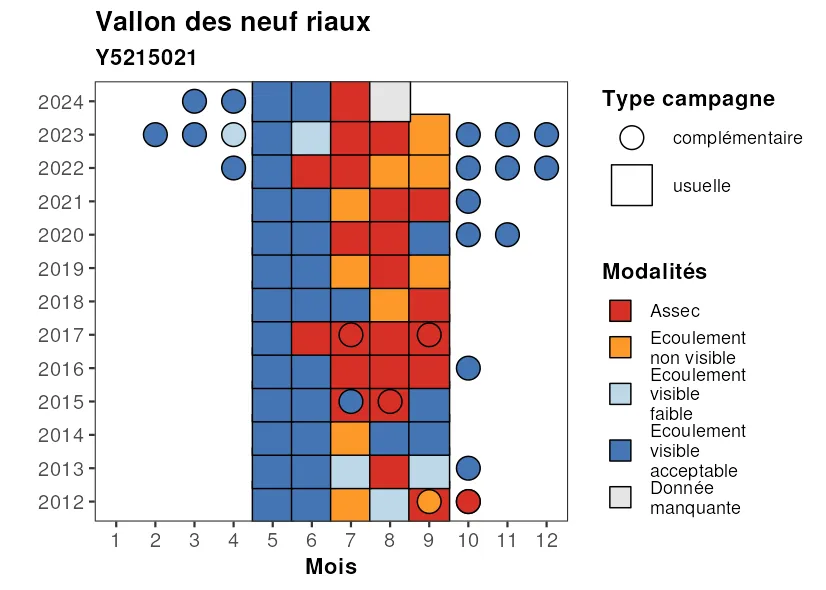 Vallon des neuf riaux
Y5215021
2024
2023
2022
2021
2020
2019
2018
2017
2016
2015
2014
2013
2012
1 2 3 4 5 6 7 8 9 10 11 12
Mois
Type campagne
complémentaire
usuelle
Modalités
Assec
Ecoulement
non visible
Ecoulement
visible
faible
Ecoulement
visible
acceptable
Donnée
manquante